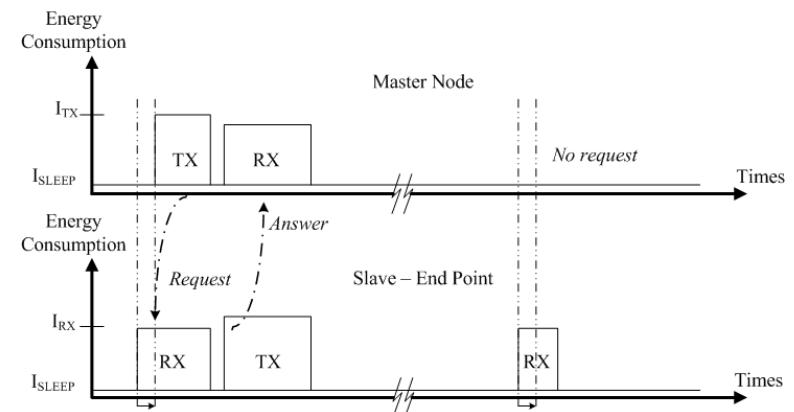 Energy
Consumption
Master Node
I_TX
TX
RX
No request
I_SLEEP
Times
Energy
Consumption
Answer
Request
Slave – End Point
I_RX
RX
TX
RX
I_SLEEP
Times